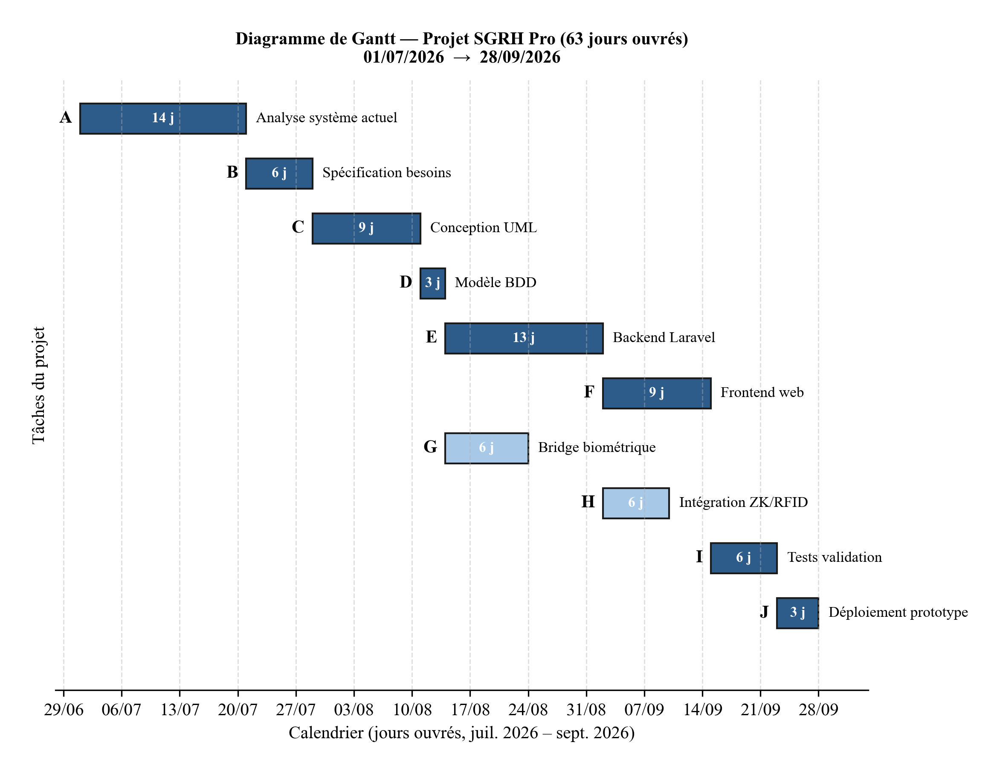 Diagramme de Gantt — Projet SGRH Pro (63 jours ouvrés)
01/07/2026 → 28/09/2026
A 14 j Analyse système actuel
B 6 j Spécification besoins
C 9 j Conception UML
D 3 j Modèle BDD
E 13 j Backend Laravel
F 9 j Frontend web
G 6 j Bridge biométrique
H 6 j Intégration ZK/RFID
I 6 j Tests validation
J 3 j Déploiement prototype
Tâches du projet
29/06 06/07 13/07 20/07 27/07 03/08 10/08 17/08 24/08 31/08 07/09 14/09 21/09 28/09
Calendrier (jours ouvrés, juil. 2026 – sept. 2026)